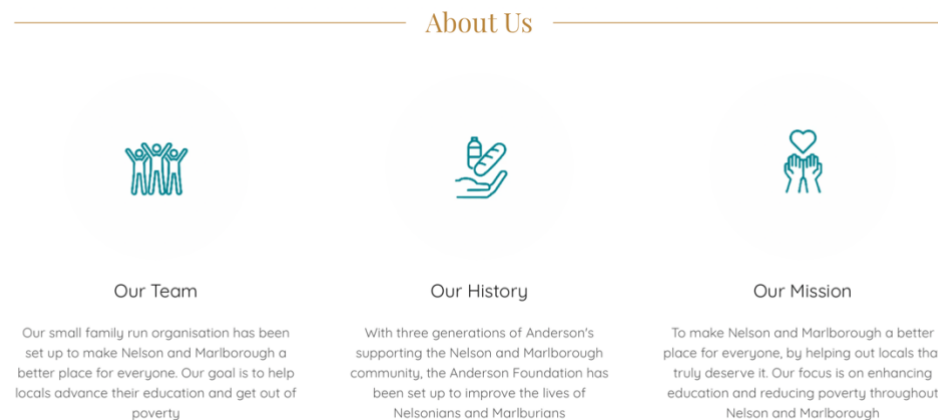 About Us
Our Team
Our small family run organisation has been
set up to make Nelson and Marlborough a
better place for everyone. Our goal is to help
locals advance their education and get out of
poverty
Our History
With three generations of Anderson's
supporting the Nelson and Marlborough
community, the Anderson Foundation has
been set up to improve the lives of
Nelsonians and Marlburians
Our Mission
To make Nelson and Marlborough a better
place for everyone, by helping out locals tha
truly deserve it. Our focus is on enhancing
education and reducing poverty throughout
Nelson and Marlborough